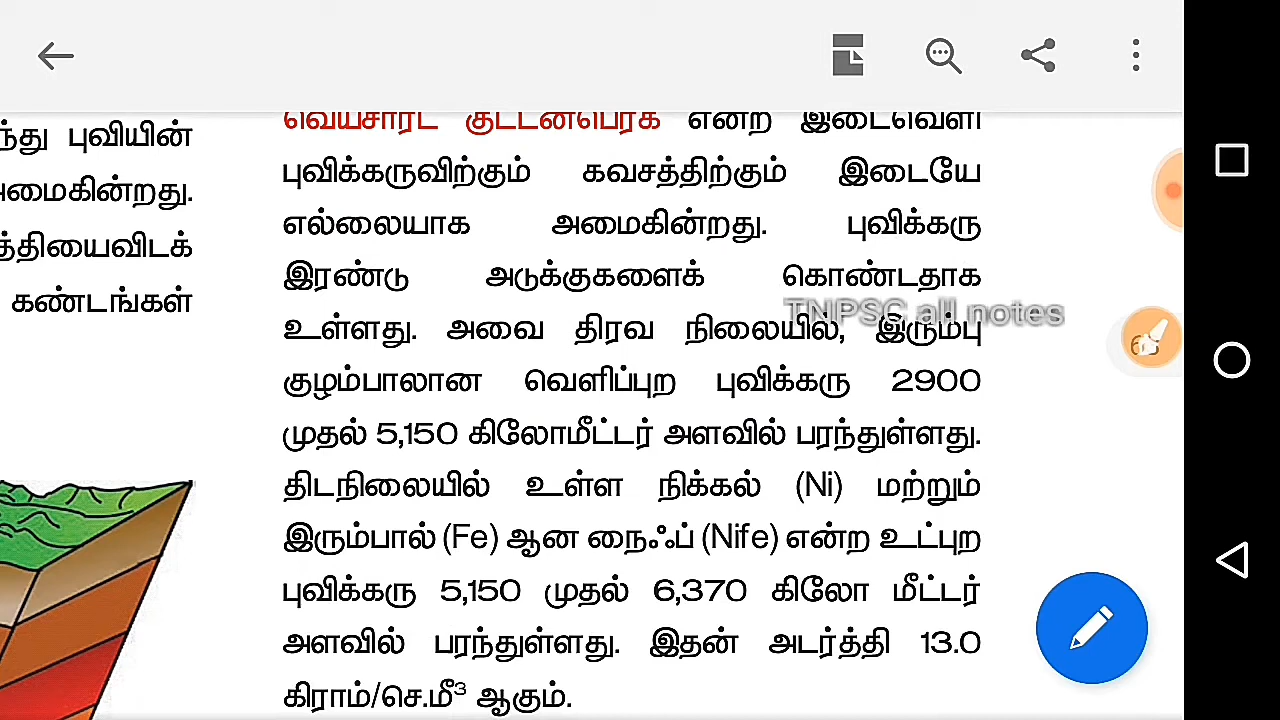 ந்து புவியின்
அமைகின்றது.
த்தியைவிடக்
கண்டங்கள்
வெய்சார்ட் குட்டன்பெர்க் என்ற இடைவெளி
புவிக்கருவிற்கும் கவசத்திற்கும் இடையே
எல்லையாக அமைகின்றது. புவிக்கரு
இரண்டு அடுக்குகளைக் கொண்டதாக
TNPSC all notes
உள்ளது. அவை திரவ நிலையில், இரும்பு
குழம்பாலான வெளிப்புற புவிக்கரு 2900
முதல் 5,150 கிலோமீட்டர் அளவில் பரந்துள்ளது.
திடநிலையில் உள்ள நிக்கல் (Ni) மற்றும்
இரும்பால் (Fe) ஆன நைஃப் (Nife) என்ற உட்புற
புவிக்கரு 5,150 முதல் 6,370 கிலோ மீட்டர்
அளவில் பரந்துள்ளது. இதன் அடர்த்தி 13.0
கிராம்/செ.மீ³ ஆகும்.